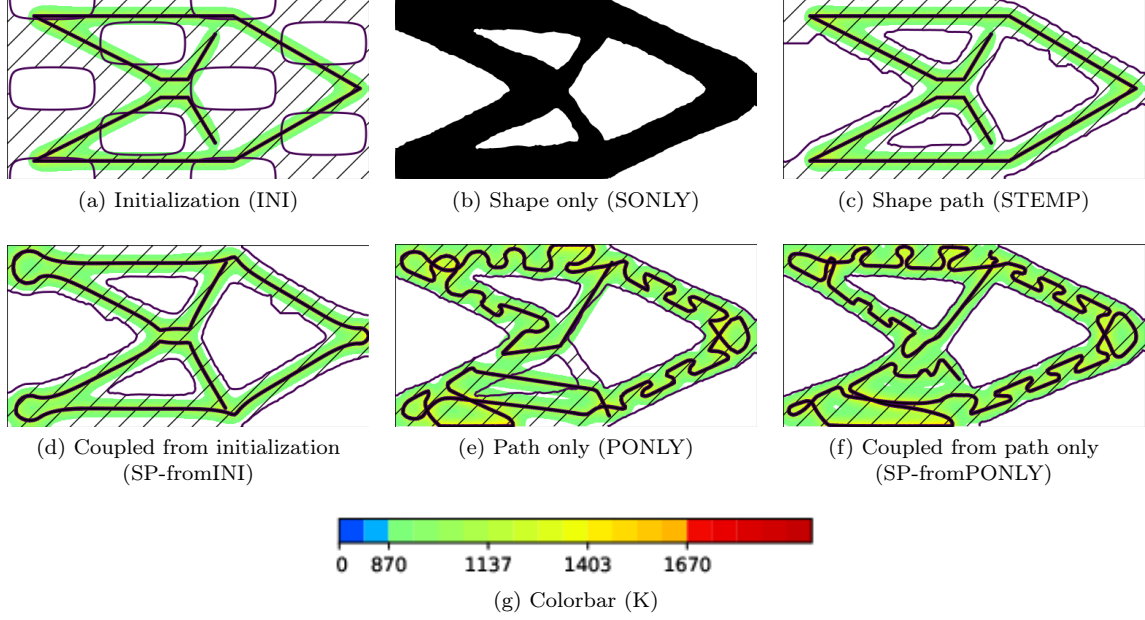 (a) Initialization (INI)
(b) Shape only (SONLY)
(c) Shape path (STEMP)
(d) Coupled from initialization
(SP-fromINI)
(e) Path only (PONLY)
(f) Coupled from path only
(SP-fromPONLY)
0 870 1137 1403 1670
(g) Colorbar (K)